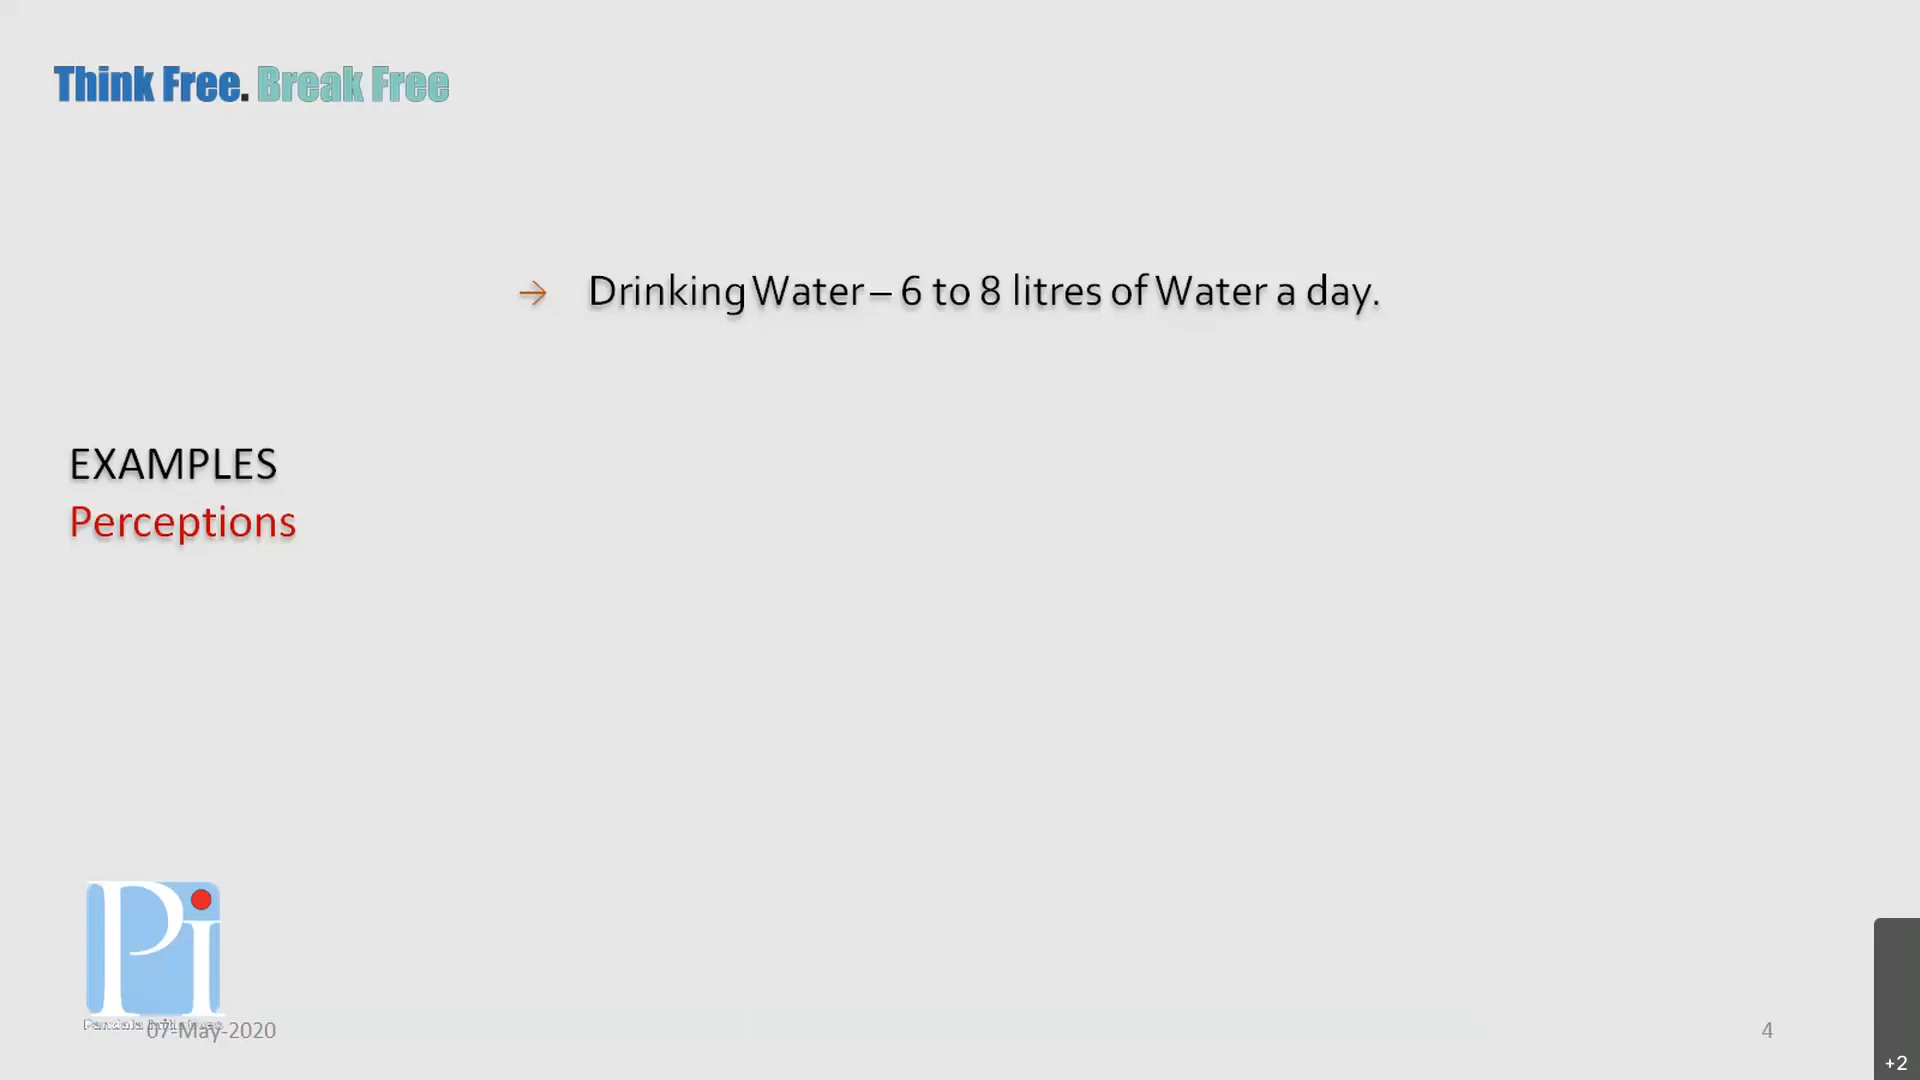 Think Free. Break Free
→ Drinking Water – 6 to 8 litres of Water a day.
EXAMPLES
Perceptions
Pi
07-May-2020
4
+2